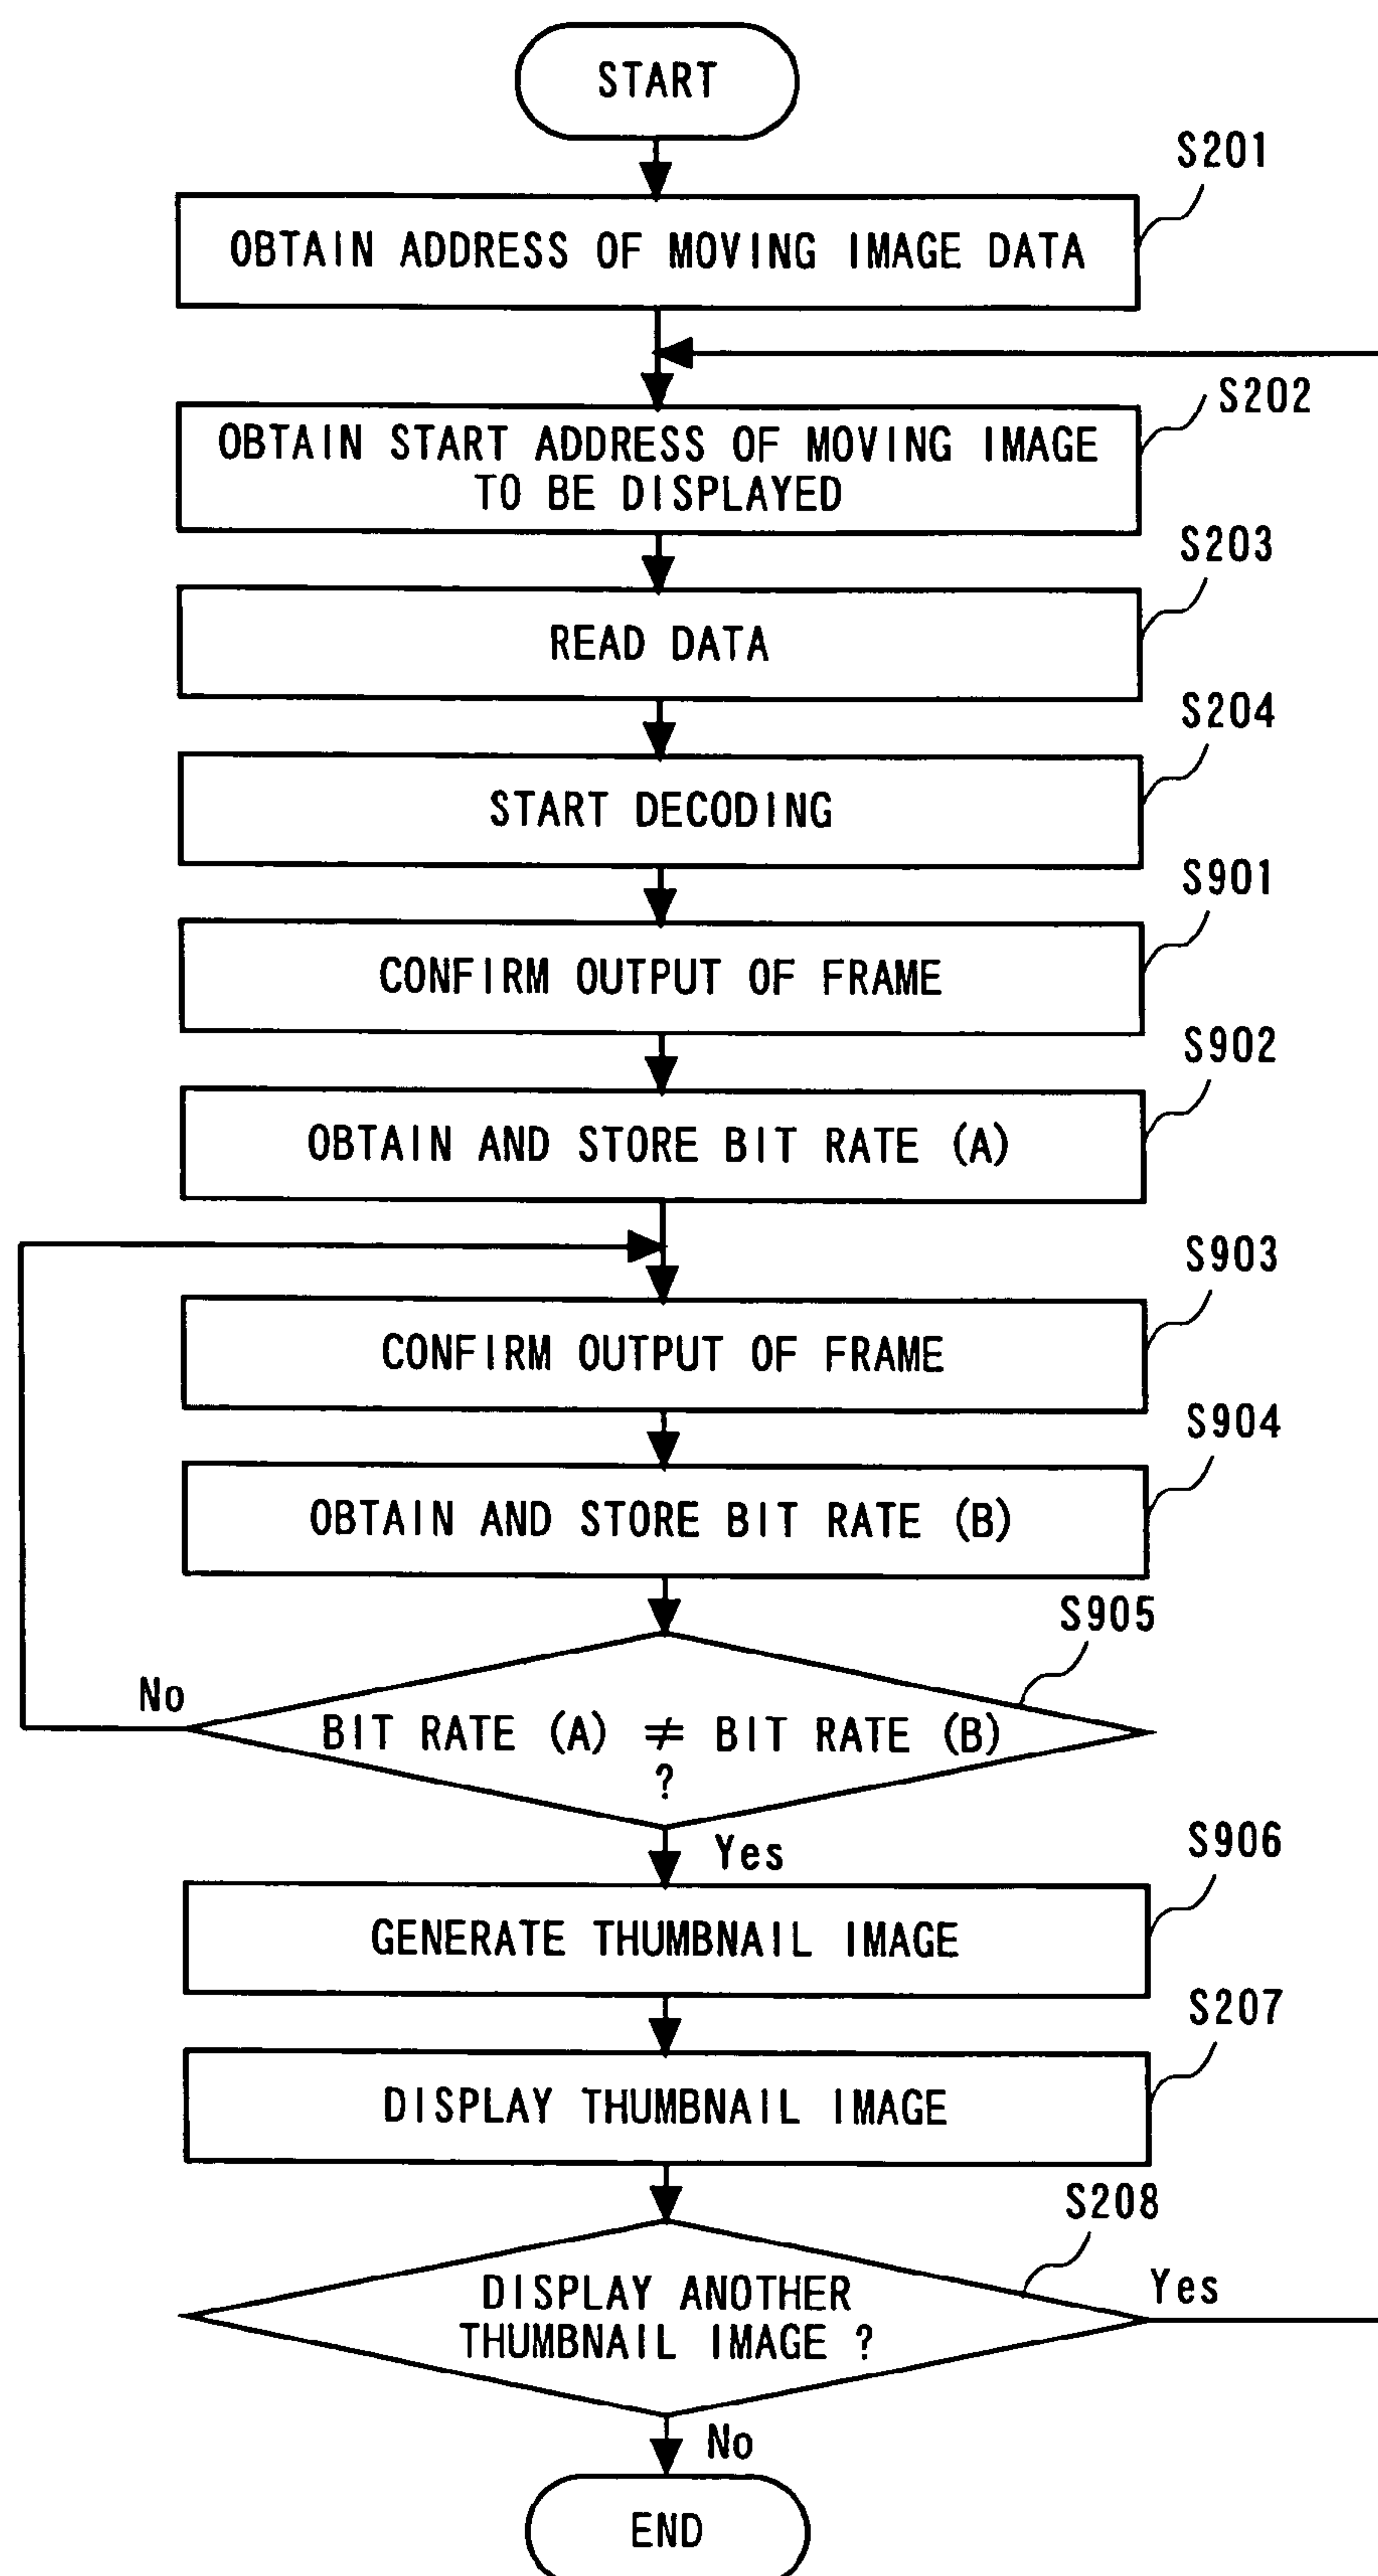 START
S201
OBTAIN ADDRESS OF MOVING IMAGE DATA
S202
OBTAIN START ADDRESS OF MOVING IMAGE
TO BE DISPLAYED
S203
READ DATA
S204
START DECODING
S901
CONFIRM OUTPUT OF FRAME
S902
OBTAIN AND STORE BIT RATE (A)
S903
CONFIRM OUTPUT OF FRAME
S904
OBTAIN AND STORE BIT RATE (B)
S905
No
BIT RATE (A) ≠ BIT RATE (B)
?
Yes
S906
GENERATE THUMBNAIL IMAGE
S207
DISPLAY THUMBNAIL IMAGE
S208
DISPLAY ANOTHER
THUMBNAIL IMAGE ?
Yes
No
END